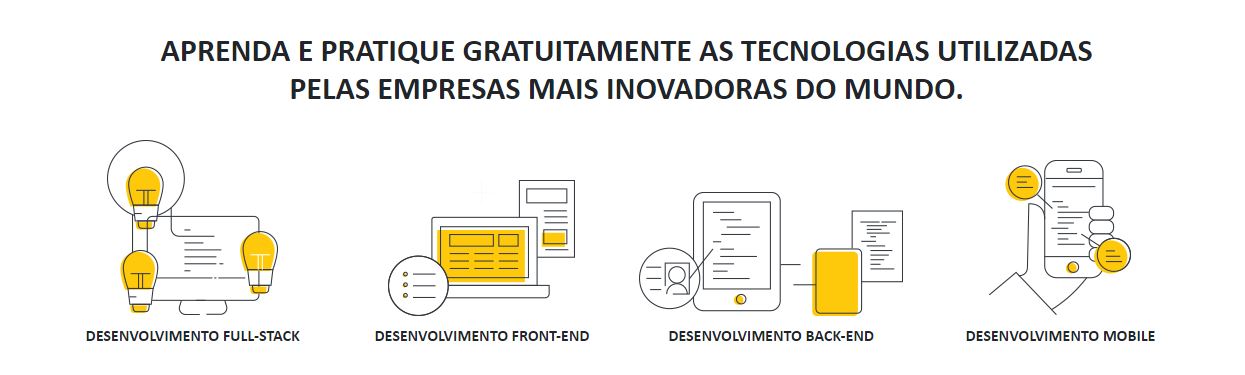 APRENDA E PRATIQUE GRATUITAMENTE AS TECNOLOGIAS UTILIZADAS
PELAS EMPRESAS MAIS INOVADORAS DO MUNDO.
DESENVOLVIMENTO FULL-STACK
DESENVOLVIMENTO FRONT-END
DESENVOLVIMENTO BACK-END
DESENVOLVIMENTO MOBILE